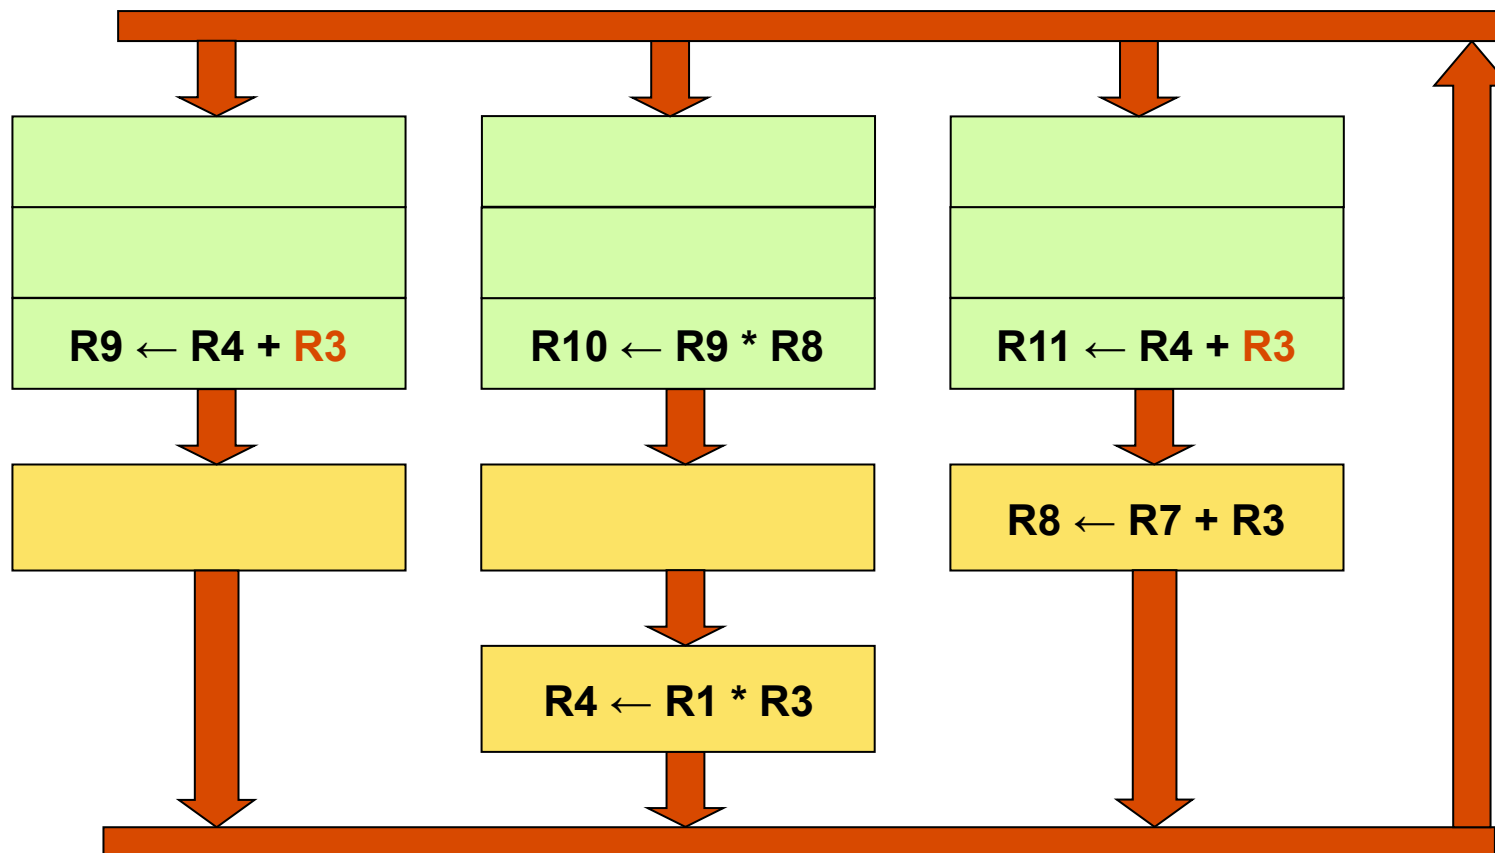 R9 ← R4 + R3
R10 ← R9 * R8
R11 ← R4 + R3
R8 ← R7 + R3
R4 ← R1 * R3